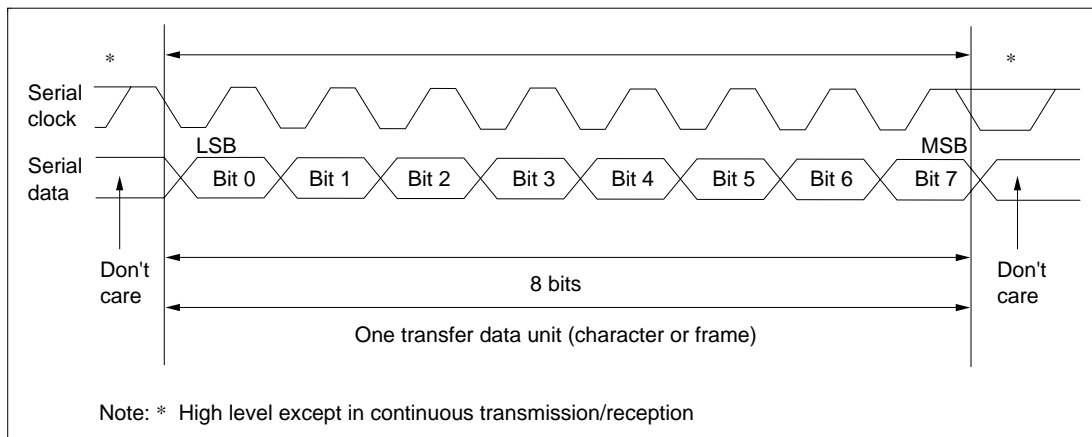 * *
Serial
clock
LSB MSB
Serial
data
Bit 0 Bit 1 Bit 2 Bit 3 Bit 4 Bit 5 Bit 6 Bit 7
Don't
care
Don't
care
8 bits
One transfer data unit (character or frame)
Note: * High level except in continuous transmission/reception